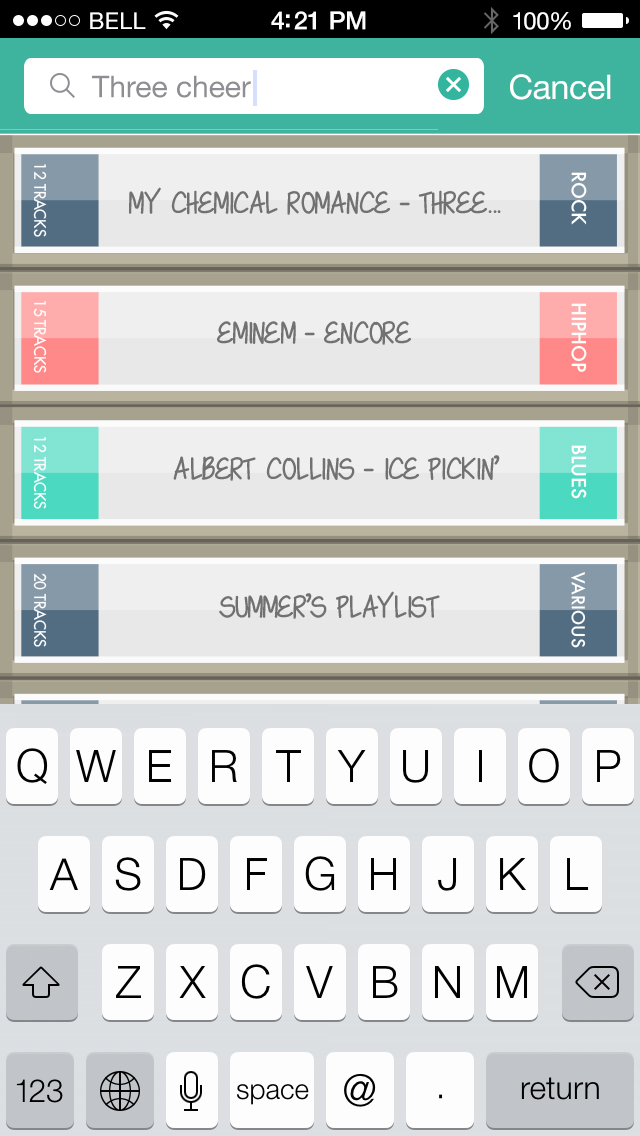 BELL 4:21 PM 100%
Three cheer Cancel
12 TRACKS MY CHEMICAL ROMANCE - THREE... ROCK
15 TRACKS EMINEM - ENCORE HIPHOP
12 TRACKS ALBERT COLLINS - ICE PICKIN' BLUES
20 TRACKS SUMMER'S PLAYLIST VARIOUS
Q W E R T Y U I O P
A S D F G H J K L
Z X C V B N M
123 space @ . return